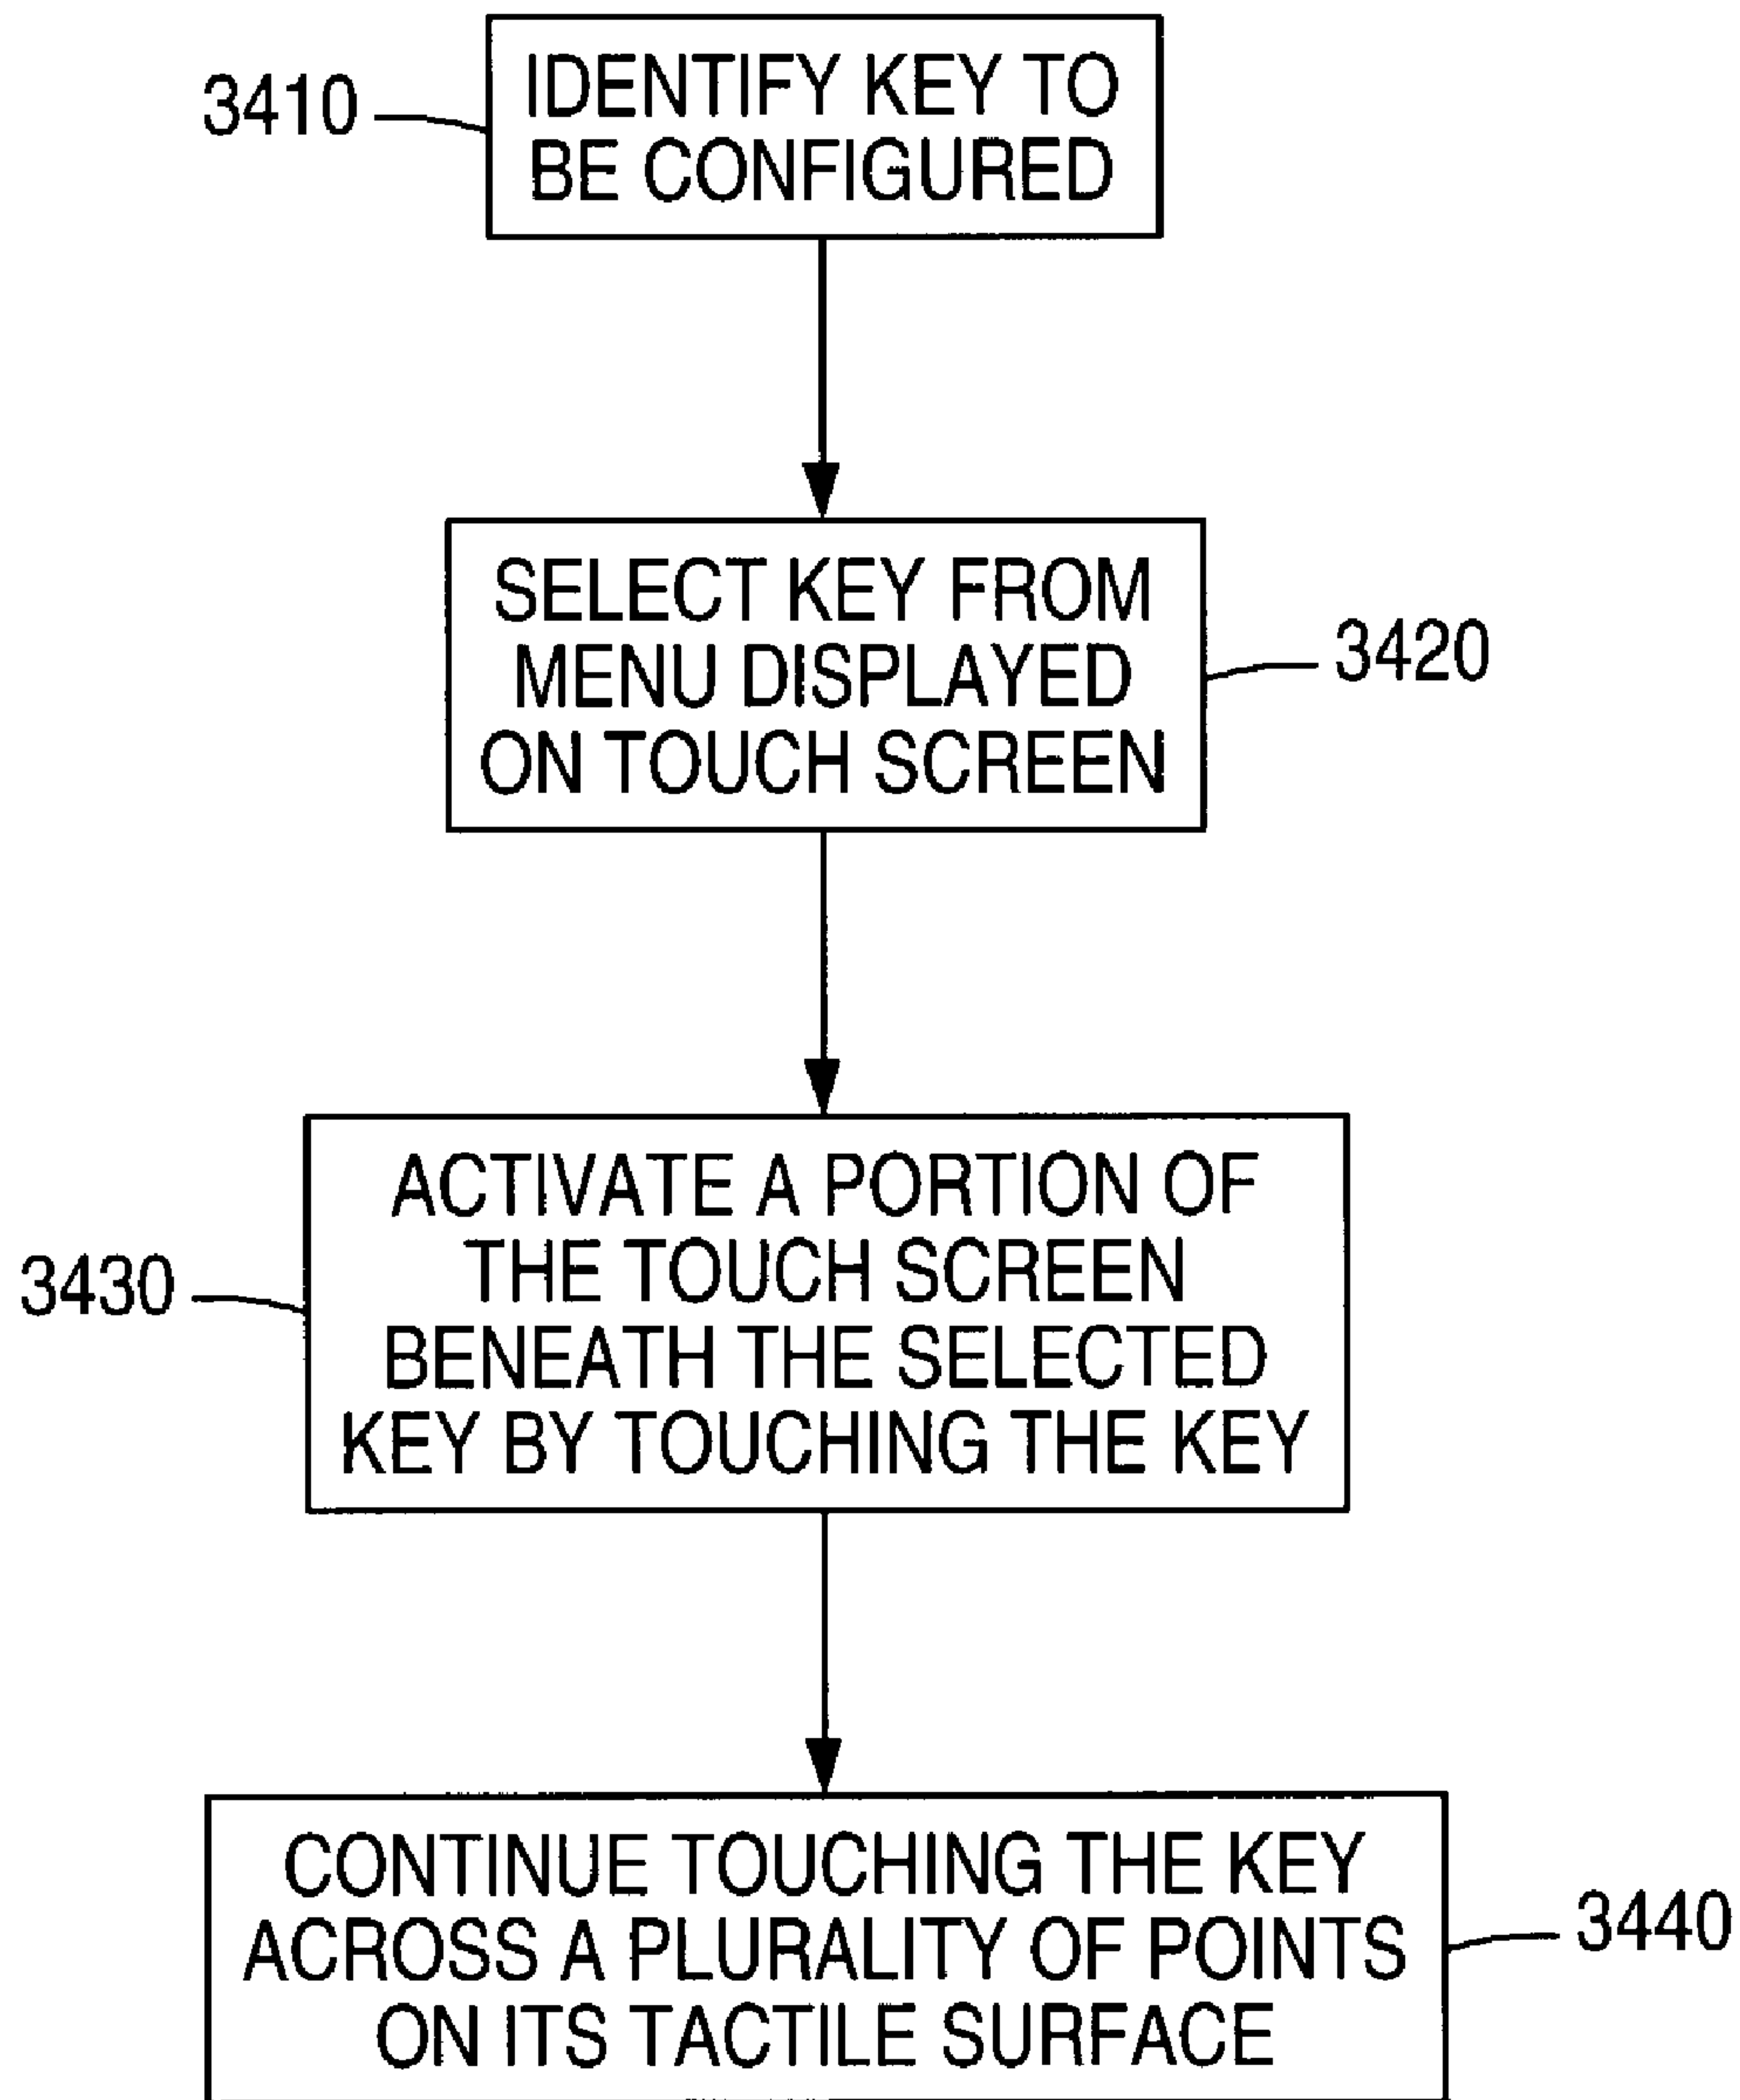 3410
IDENTIFY KEY TO
BE CONFIGURED
SELECT KEY FROM
MENU DISPLAYED
ON TOUCH SCREEN
3420
ACTIVATE A PORTION OF
THE TOUCH SCREEN
BENEATH THE SELECTED
KEY BY TOUCHING THE KEY
3430
CONTINUE TOUCHING THE KEY
ACROSS A PLURALITY OF POINTS
ON ITS TACTILE SURFACE
3440